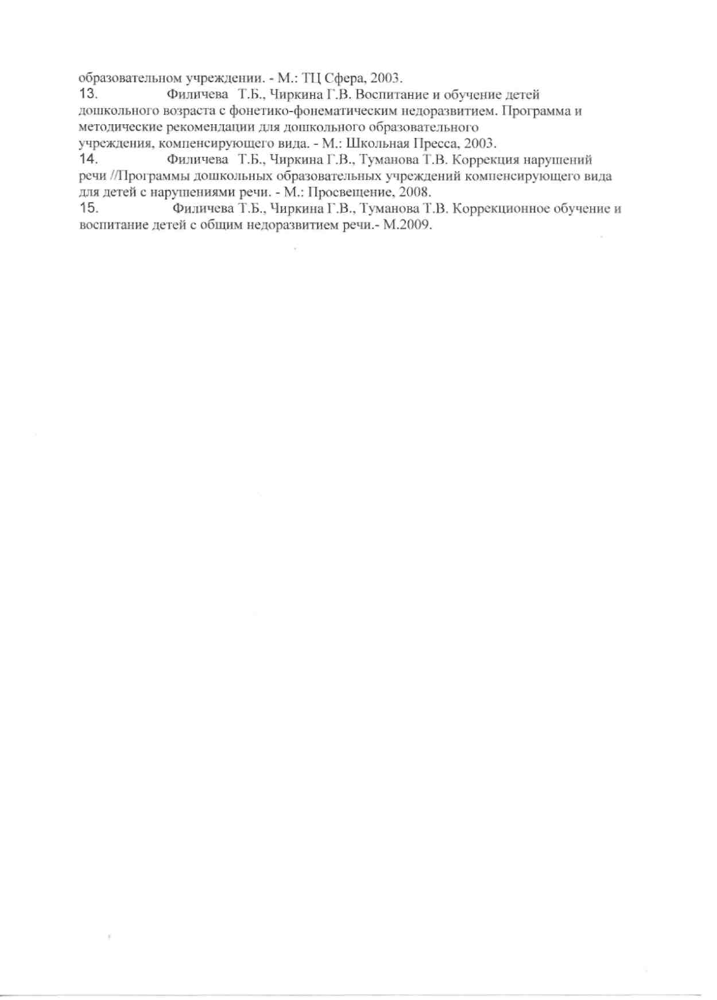 образовательном учреждении. - М.: ТЦ Сфера, 2003.
13. Филичева Т.Б., Чиркина Г.В. Воспитание и обучение детей
дошкольного возраста с фонетико-фонематическим недоразвитием. Программа и
методические рекомендации для дошкольного образовательного
учреждения, компенсирующего вида. - М.: Школьная Пресса, 2003.
14. Филичева Т.Б., Чиркина Г.В., Туманова Т.В. Коррекция нарушений
речи //Программы дошкольных образовательных учреждений компенсирующего вида
для детей с нарушениями речи. - М.: Просвещение, 2008.
15. Филичева Т.Б., Чиркина Г.В., Туманова Т.В. Коррекционное обучение и
воспитание детей с общим недоразвитием речи.- М.2009.